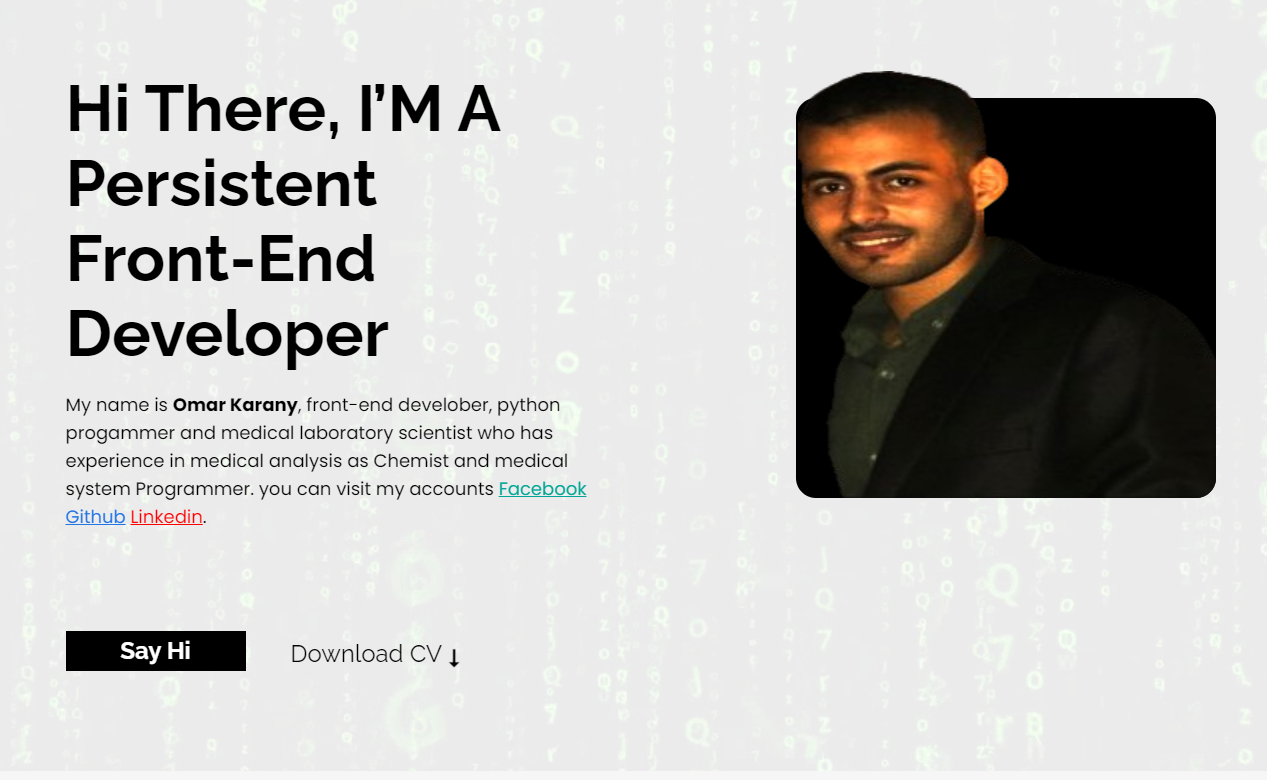 Hi There, I’M A
Persistent
Front-End
Developer
My name is Omar Karany, front-end develober, python
progammer and medical laboratory scientist who has
experience in medical analysis as Chemist and medical
system Programmer. you can visit my accounts Facebook
Github Linkedin.
Say Hi
Download CV